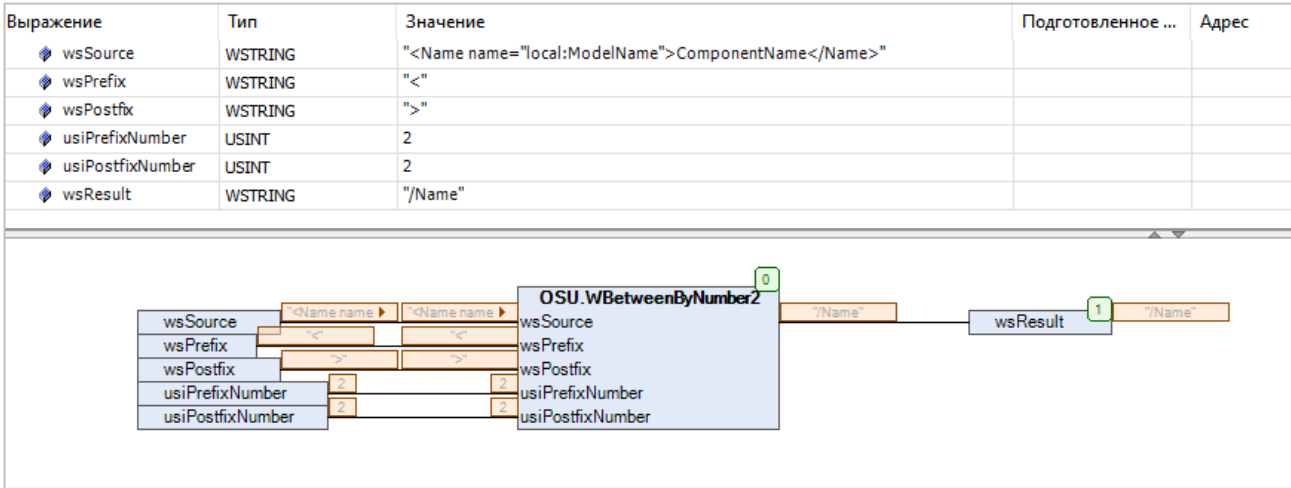 Выражение Тип Значение Подготовленное ... Адрес
wsSource WSTRING "<Name name="local:ModelName">ComponentName</Name>"
wsPrefix WSTRING "<"
wsPostfix WSTRING ">"
usiPrefixNumber USINT 2
usiPostfixNumber USINT 2
wsResult WSTRING "/Name"
0
OSU.WBetweenByNumber2
wsSource "<Name name "<Name name wsSource "/Name" wsResult 1 "/Name"
wsPrefix "<" "<" wsPrefix
wsPostfix ">" ">" wsPostfix
usiPrefixNumber 2 2 usiPrefixNumber
usiPostfixNumber 2 2 usiPostfixNumber